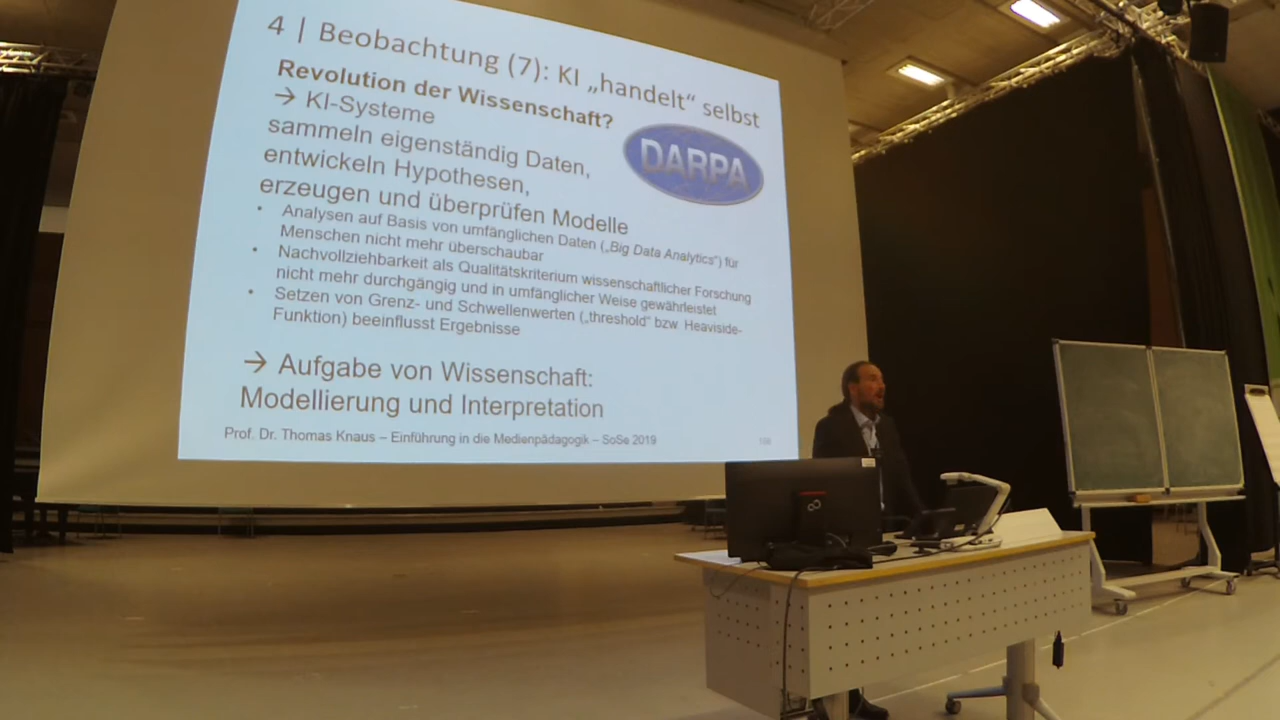 4 | Beobachtung (7): KI „handelt“ selbst
Revolution der Wissenschaft?
→ KI-Systeme
sammeln eigenständig Daten,
entwickeln Hypothesen,
erzeugen und überprüfen Modelle
DARPA
• Analysen auf Basis von umfänglichen Daten („Big Data Analytics“) für
Menschen nicht mehr überschaubar
• Nachvollziehbarkeit als Qualitätskriterium wissenschaftlicher Forschung
nicht mehr durchgängig und in umfänglicher Weise gewährleistet
• Setzen von Grenz- und Schwellenwerten („threshold“ bzw. Heaviside-
Funktion) beeinflusst Ergebnisse
→ Aufgabe von Wissenschaft:
Modellierung und Interpretation
Prof. Dr. Thomas Knaus – Einführung in die Medienpädagogik – SoSe 2019